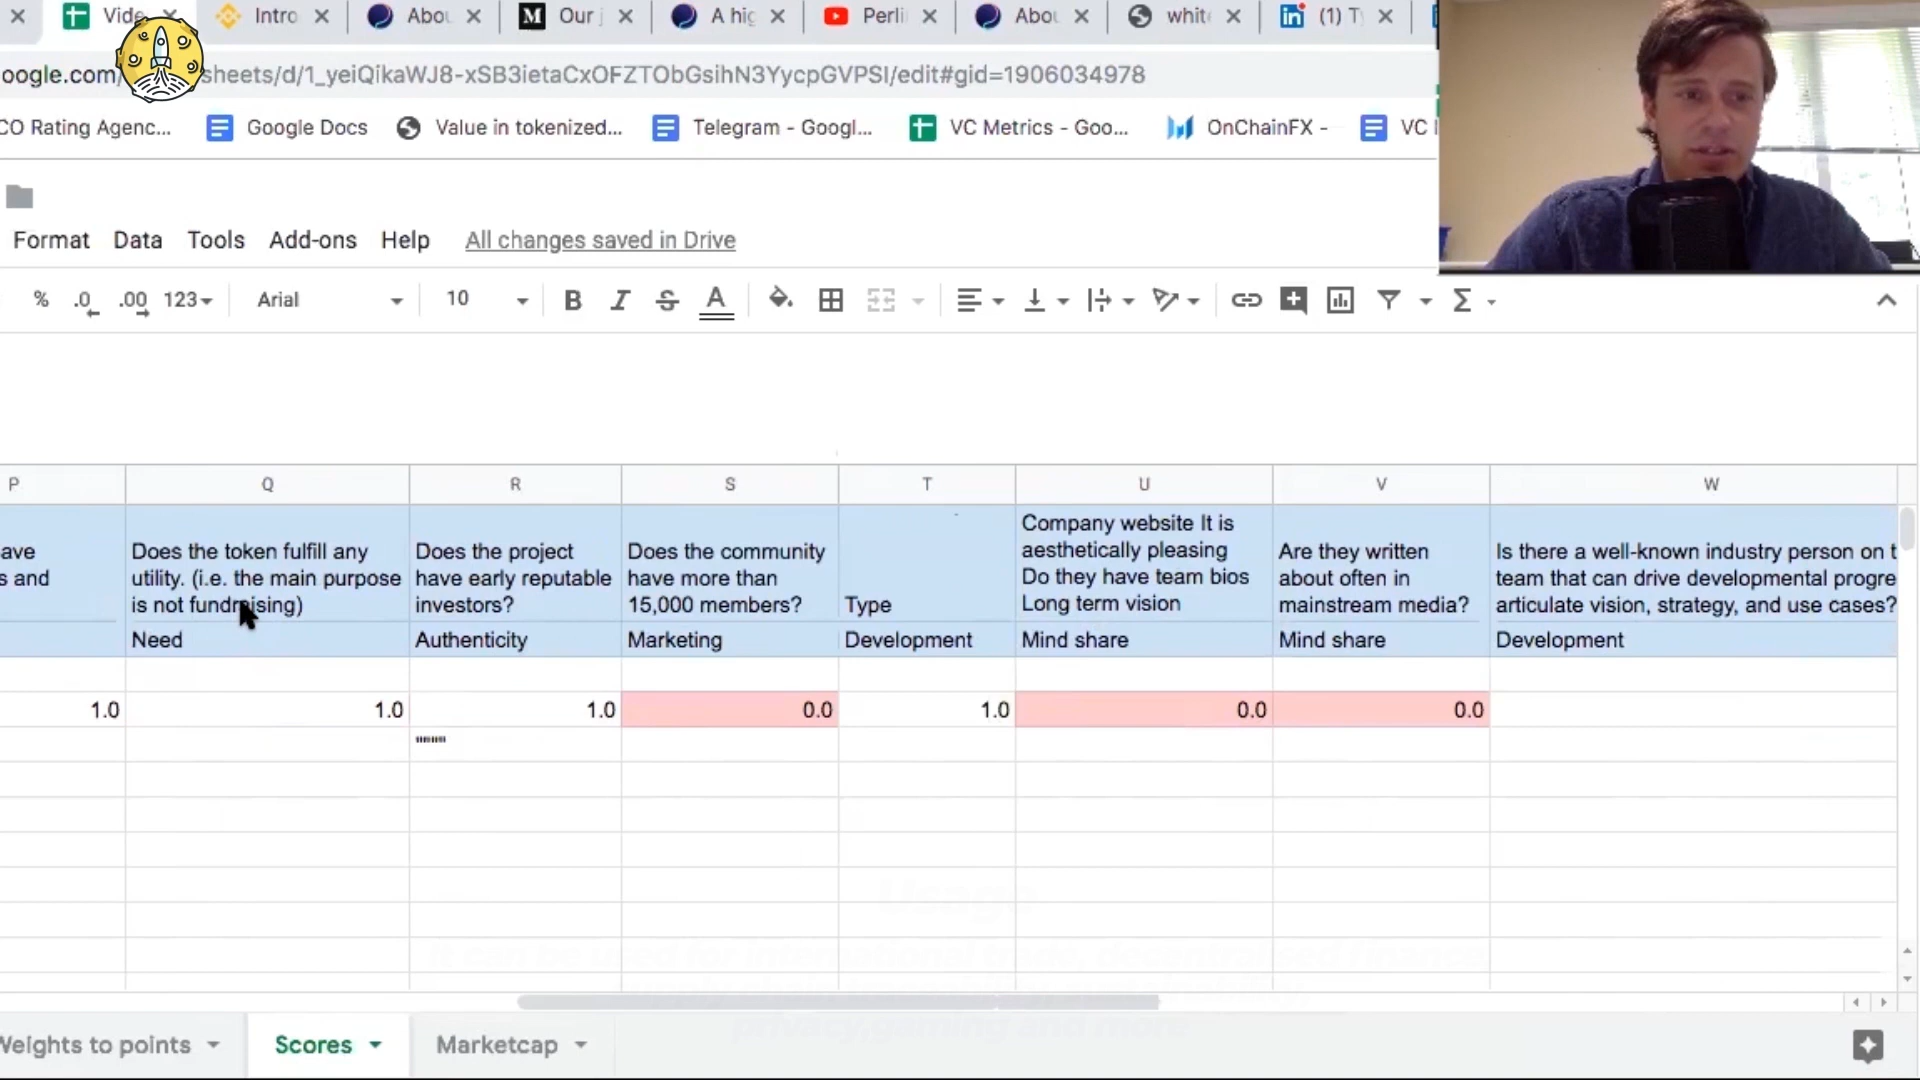 Vide
Intro
Abou
Our j
A hig
Perli
Abou
white
(1) T
oogle.com/
sheets/d/1_yeiQikaWJ8-xSB3ietaCxOFZTObGsihN3YycpGVPSI/edit#gid=1906034978
CO Rating Agenc...
Google Docs
Value in tokenized...
Telegram - Googl...
VC Metrics - Goo...
OnChainFX -
VC
Format Data Tools Add-ons Help All changes saved in Drive
% .0 .00 123 Arial 10 B I S A
P Q R S T U V W
ave
s and
Does the token fulfill any
utility. (i.e. the main purpose
is not fundraising)
Need
Does the project
have early reputable
investors?
Authenticity
Does the community
have more than
15,000 members?
Marketing
Type
Development
Company website It is
aesthetically pleasing
Do they have team bios
Long term vision
Mind share
Are they written
about often in
mainstream media?
Mind share
Is there a well-known industry person on t
team that can drive developmental progre
articulate vision, strategy, and use cases?
Development
1.0 1.0 1.0 0.0 1.0 0.0 0.0
Usage
Weights to points Scores Marketcap